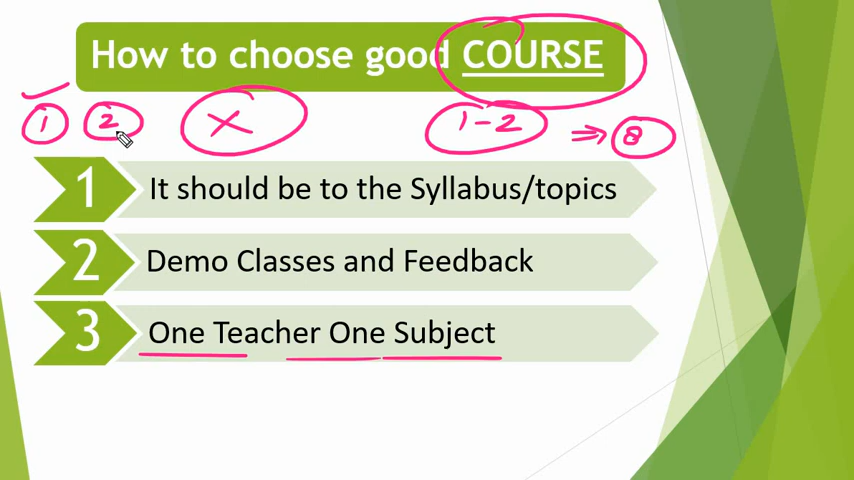 How to choose good COURSE
1 2 X 1-2 ⇒ 8
1 It should be to the Syllabus/topics
2 Demo Classes and Feedback
3 One Teacher One Subject